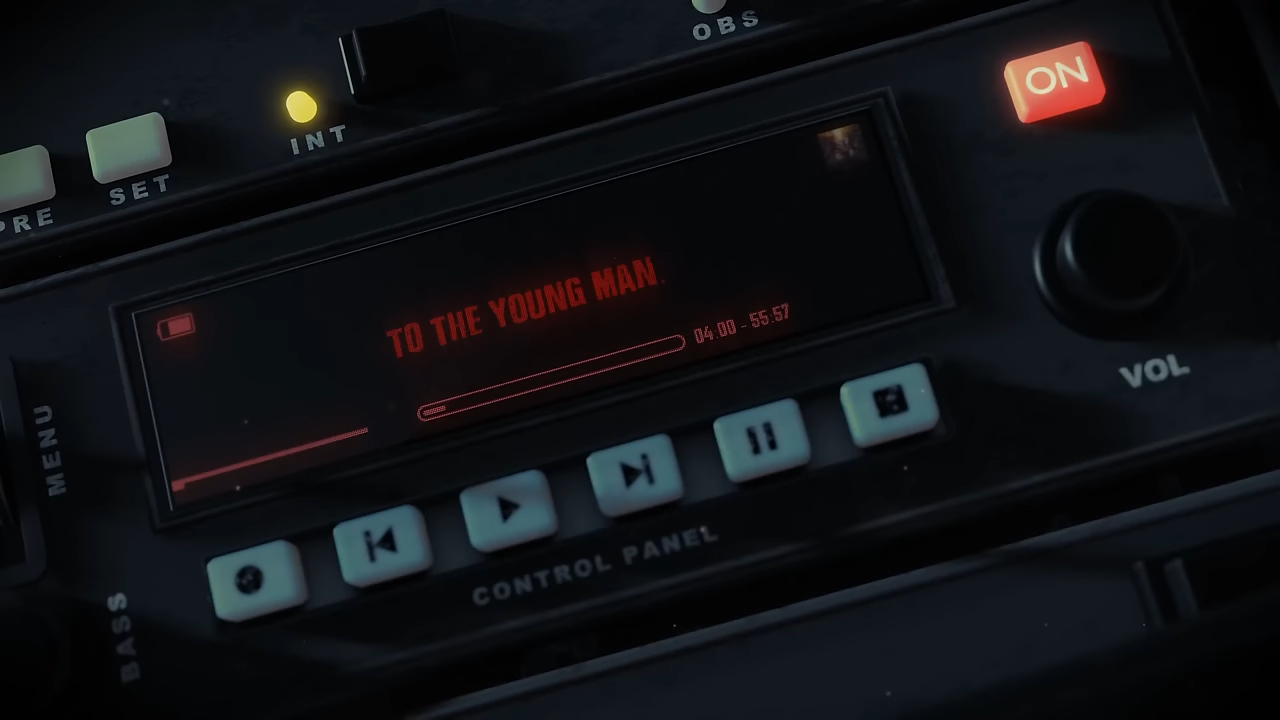 OBS
ON
INT
SET
PRE
TO THE YOUNG MAN.
04:00 - 55:57
VOL
MENU
CONTROL PANEL
BASS